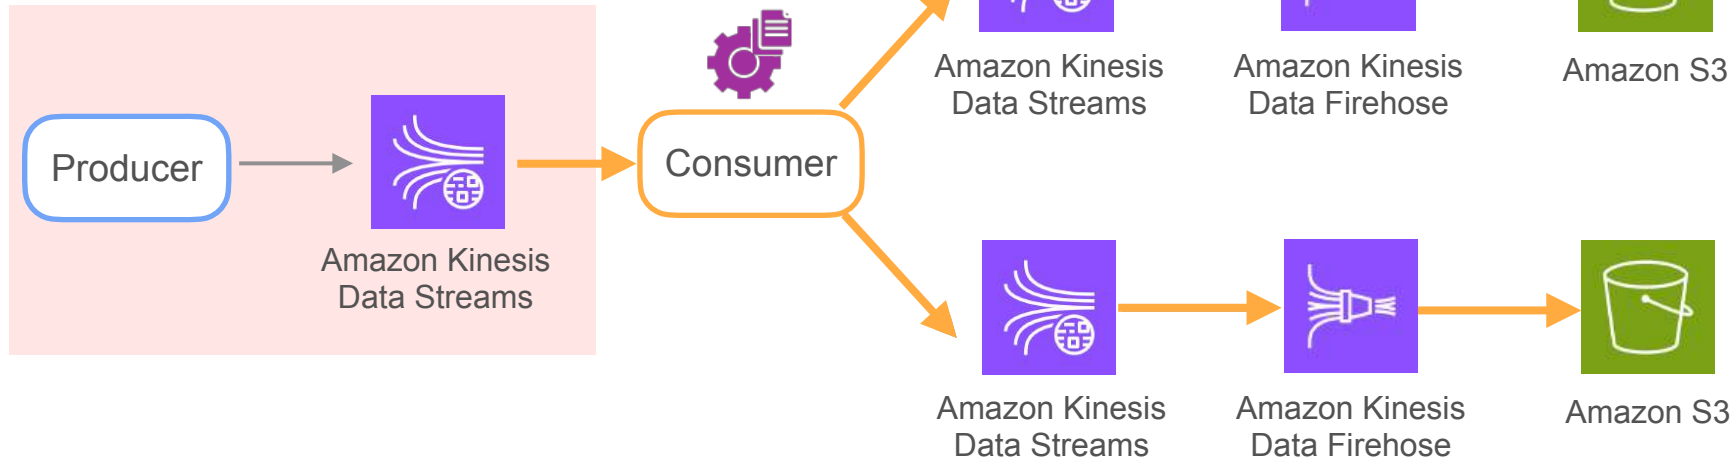 Amazon Kinesis
Data Streams
Amazon Kinesis
Data Firehose
Amazon S3
Producer
Consumer
Amazon Kinesis
Data Streams
Amazon Kinesis
Data Streams
Amazon Kinesis
Data Firehose
Amazon S3